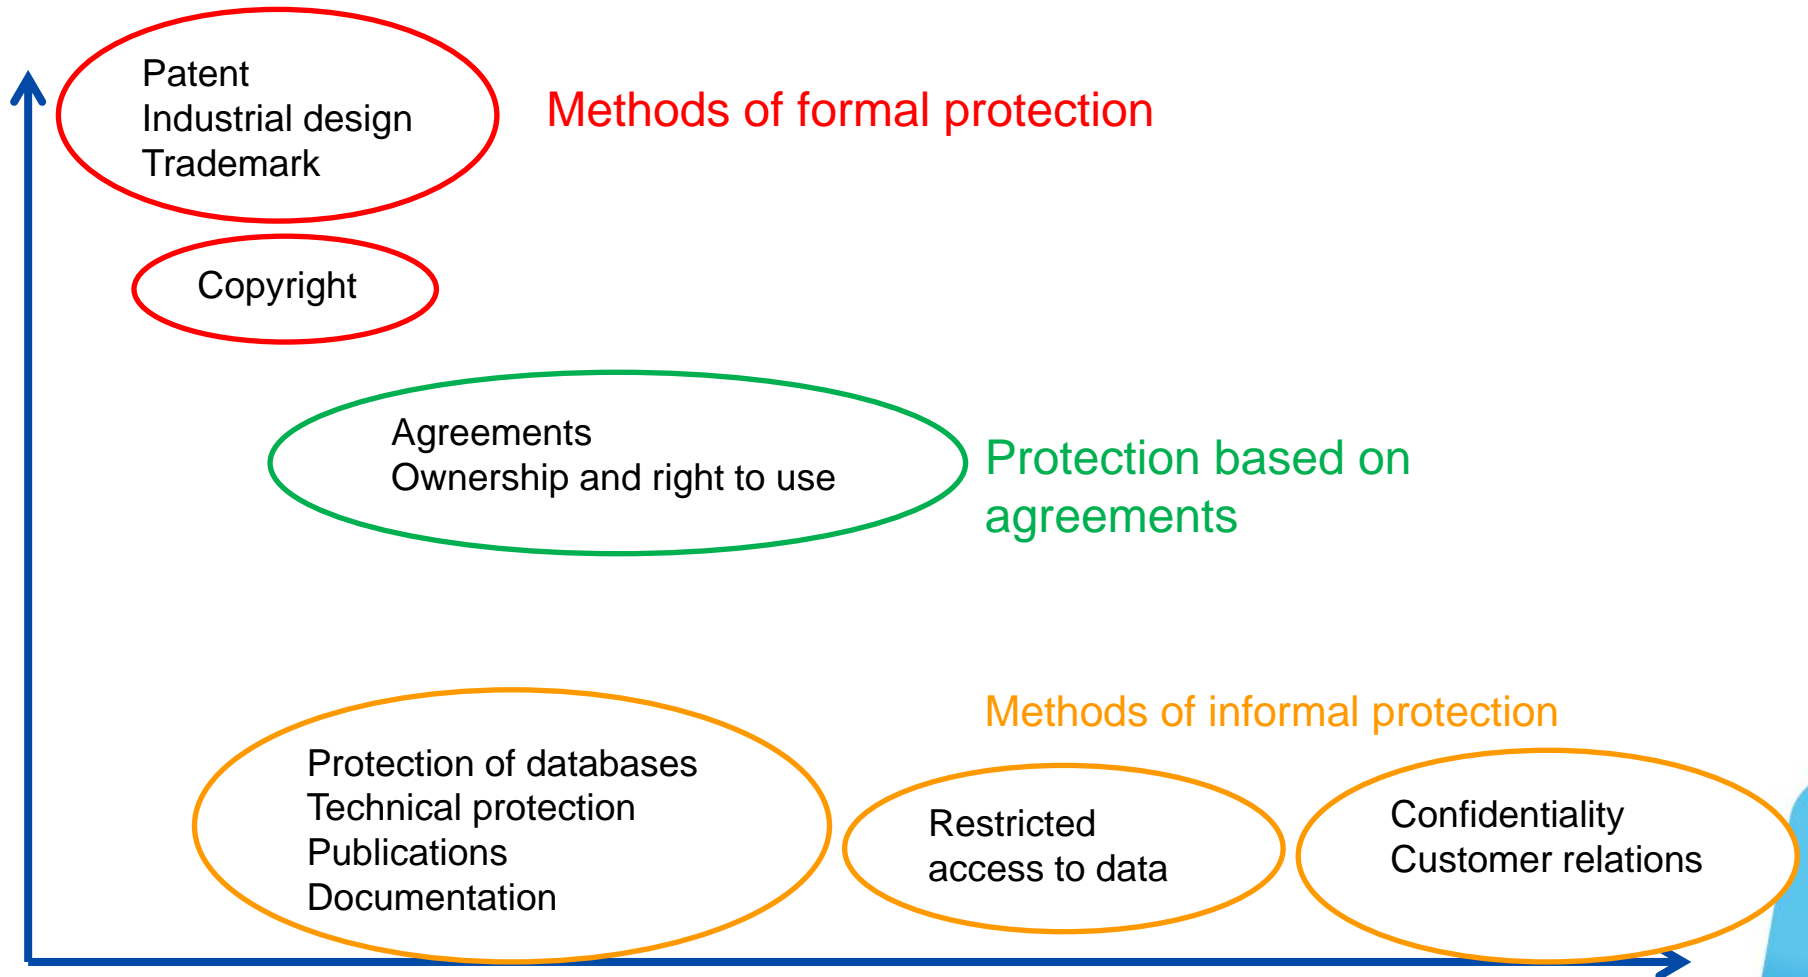 Patent
Industrial design
Trademark
Methods of formal protection
Copyright
Agreements
Ownership and right to use
Protection based on
agreements
Methods of informal protection
Protection of databases
Technical protection
Publications
Documentation
Restricted
access to data
Confidentiality
Customer relations